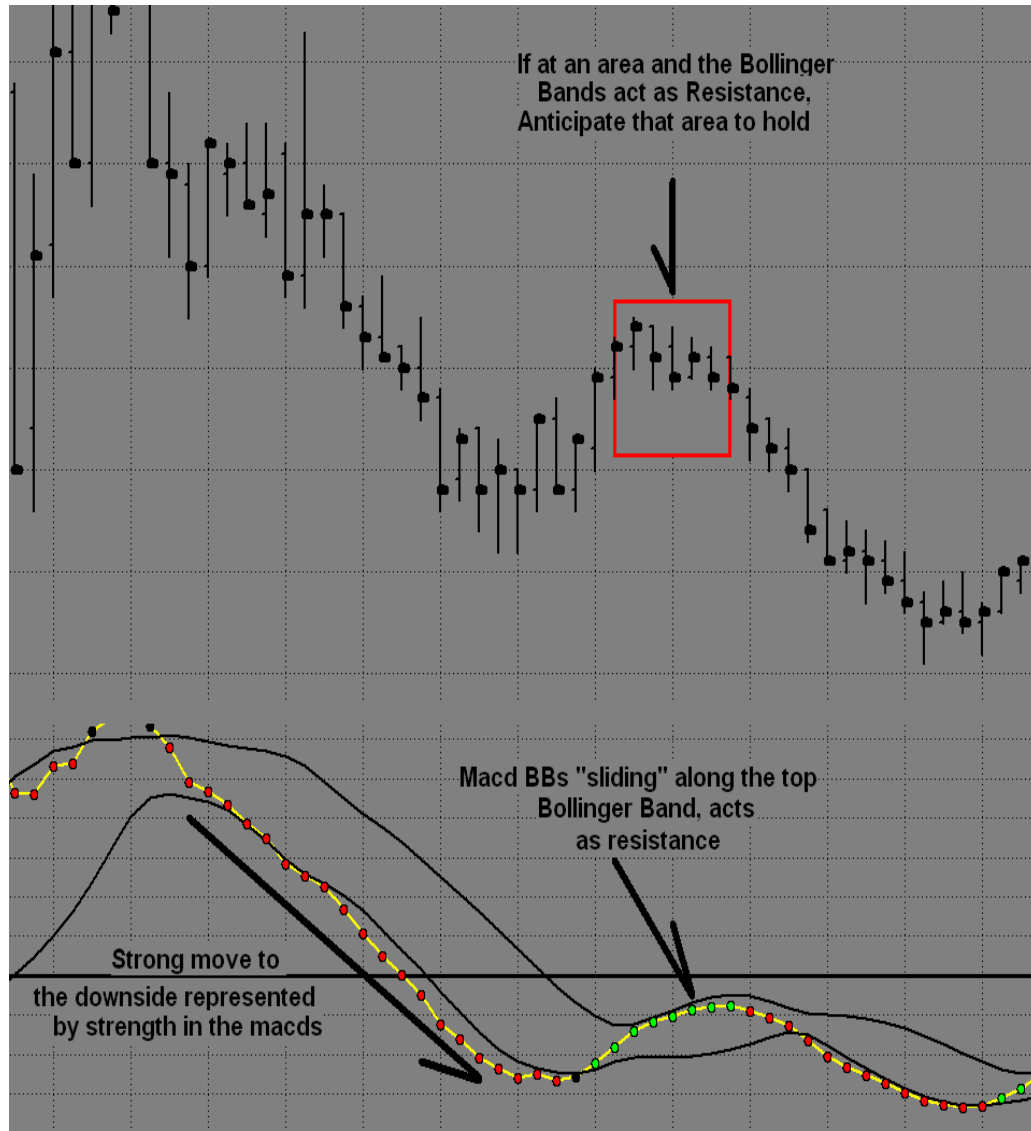 If at an area and the Bollinger
Bands act as Resistance,
Anticipate that area to hold
Macd BBs "sliding" along the top
Bollinger Band, acts
as resistance
Strong move to
the downside represented
by strength in the macds